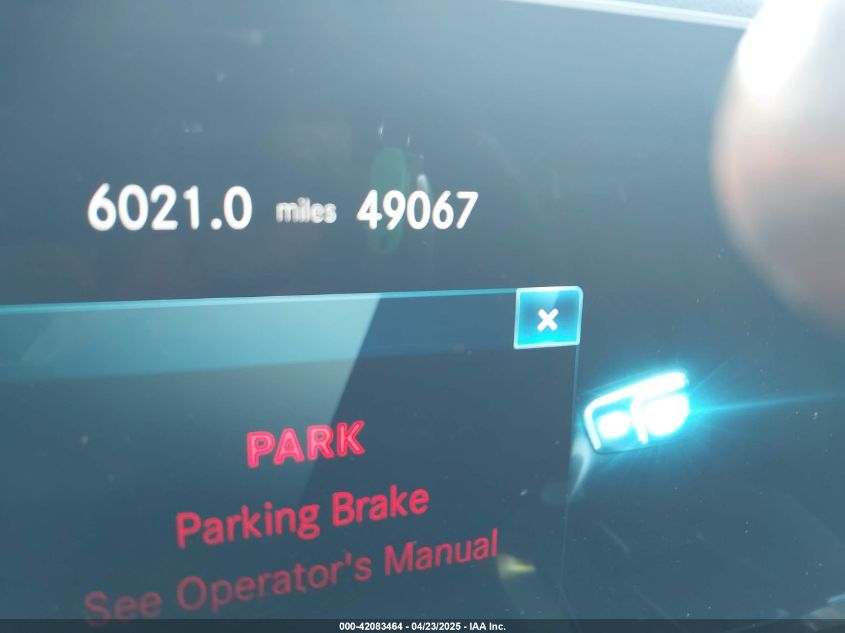 6021.0 miles 49067
×
PARK
Parking Brake
See Operator's Manual
000-42083464 - 04/23/2025 - IAA Inc.